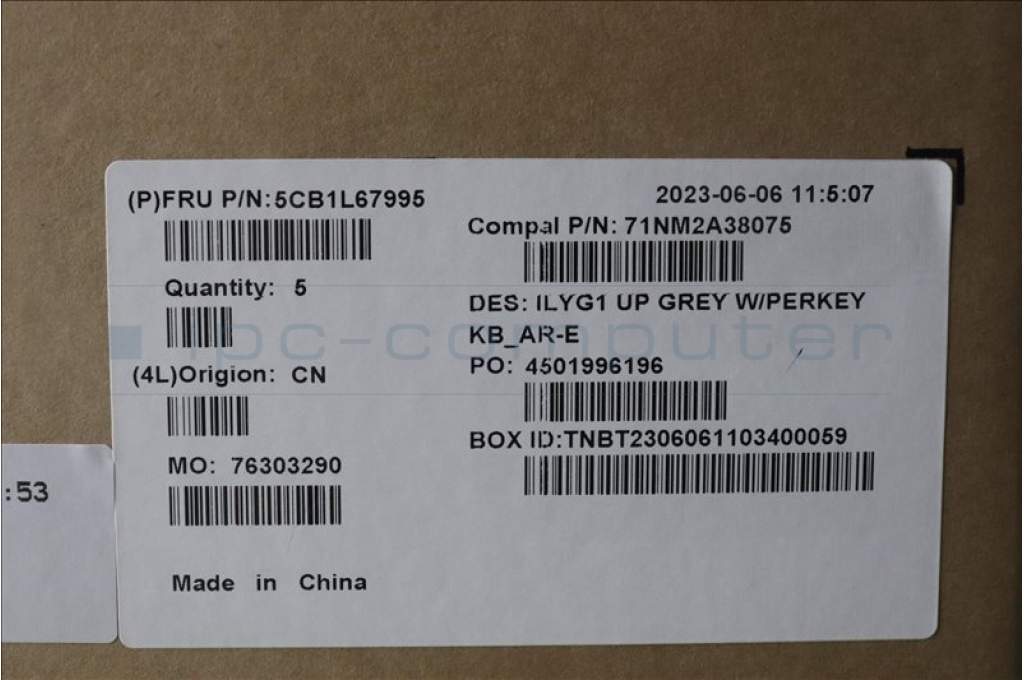 (P)FRU P/N:5CB1L67995
2023-06-06 11:5:07
Compal P/N: 71NM2A38075
Quantity: 5
DES: ILYG1 UP GREY W/PERKEY
KB_AR-E
ipc-computer
(4L)Origion: CN
PO: 4501996196
BOX ID:TNBT2306061103400059
MO: 76303290
:53
Made in China